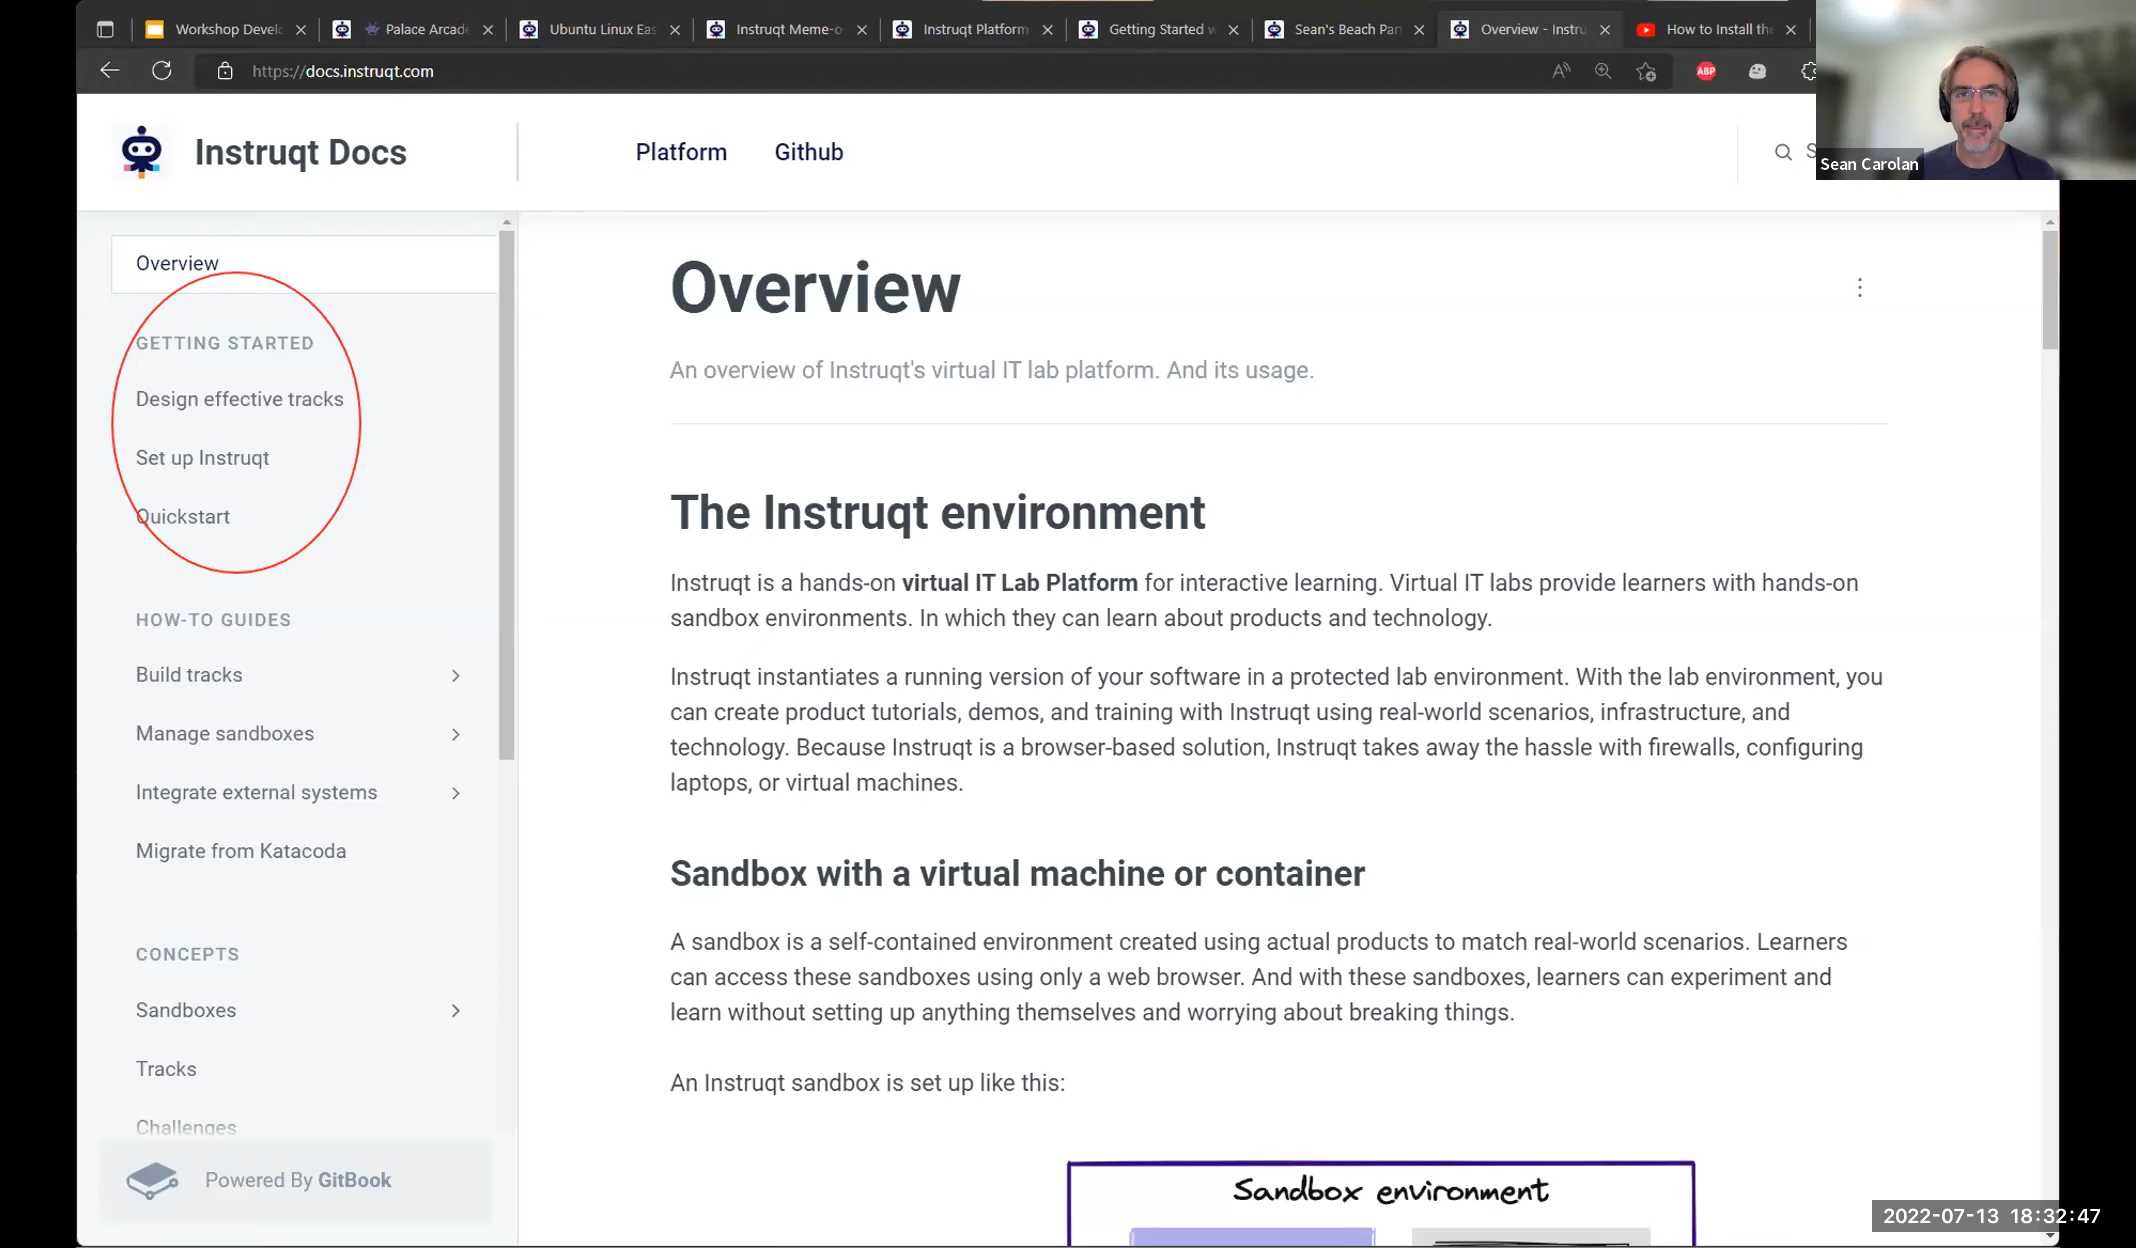 Workshop Develo
Palace Arcad
Ubuntu Linux Eas
Instruqt Meme-o
Instruqt Platform
Getting Started w
Sean's Beach Par
Overview - Instru
How to Install the
https://docs.instruqt.com
ABP
Instruqt Docs
Platform
Github
S
Sean Carolan
Overview
GETTING STARTED
Design effective tracks
Set up Instruqt
Quickstart
HOW-TO GUIDES
Build tracks
Manage sandboxes
Integrate external systems
Migrate from Katacoda
CONCEPTS
Sandboxes
Tracks
Challenges
Powered By GitBook
Overview
An overview of Instruqt's virtual IT lab platform. And its usage.
The Instruqt environment
Instruqt is a hands-on virtual IT Lab Platform for interactive learning. Virtual IT labs provide learners with hands-on
sandbox environments. In which they can learn about products and technology.
Instruqt instantiates a running version of your software in a protected lab environment. With the lab environment, you
can create product tutorials, demos, and training with Instruqt using real-world scenarios, infrastructure, and
technology. Because Instruqt is a browser-based solution, Instruqt takes away the hassle with firewalls, configuring
laptops, or virtual machines.
Sandbox with a virtual machine or container
A sandbox is a self-contained environment created using actual products to match real-world scenarios. Learners
can access these sandboxes using only a web browser. And with these sandboxes, learners can experiment and
learn without setting up anything themselves and worrying about breaking things.
An Instruqt sandbox is set up like this:
Sandbox environment
2022-07-13 18:32:47